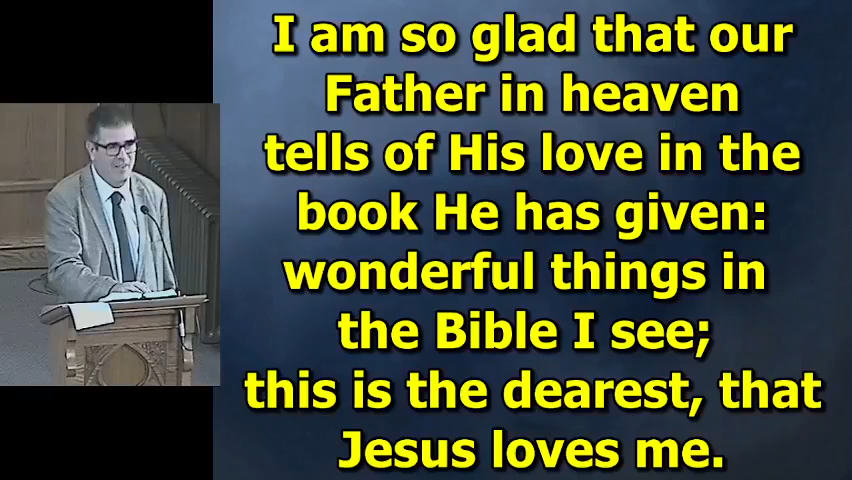 I am so glad that our
Father in heaven
tells of His love in the
book He has given:
wonderful things in
the Bible I see;
this is the dearest, that
Jesus loves me.